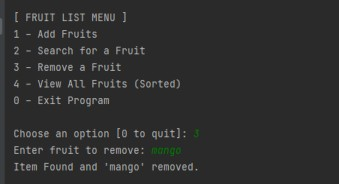 [ FRUIT LIST MENU ]
1 - Add Fruits
2 - Search for a Fruit
3 - Remove a Fruit
4 - View All Fruits (Sorted)
0 - Exit Program
Choose an option [0 to quit]: 3
Enter fruit to remove: mango
Item Found and 'mango' removed.